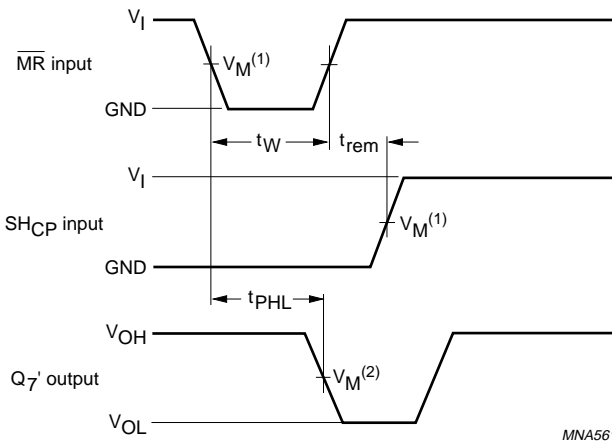 V_I
M̅R̅ input
V_M^(1)
GND
t_W
t_rem
V_I
SH_CP input
V_M^(1)
GND
t_PHL
V_OH
Q_7' output
V_M^(2)
V_OL
MNA56